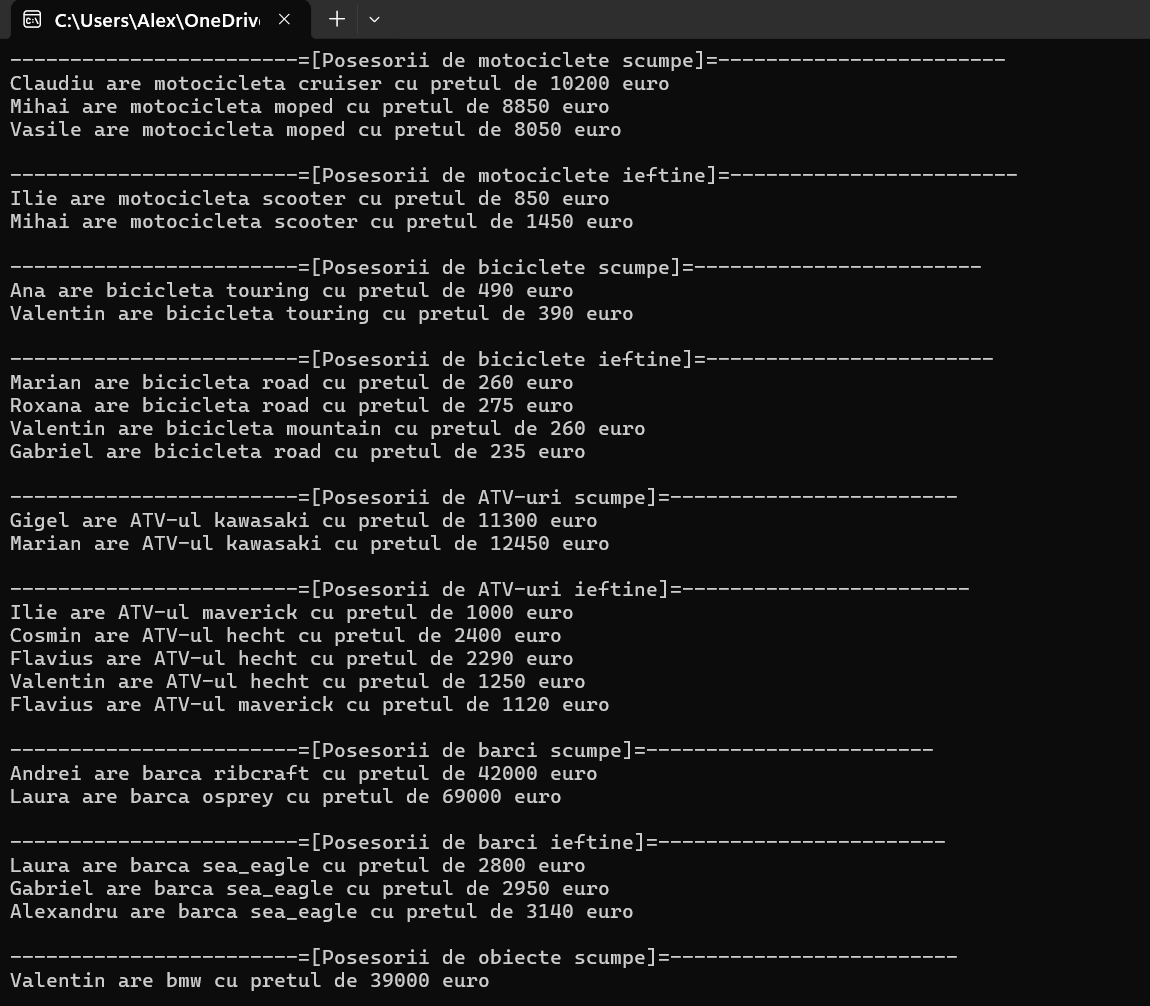 C:\Users\Alex\OneDriv
------------------------=[Posesorii de motociclete scumpe]=------------------------
Claudiu are motocicleta cruiser cu pretul de 10200 euro
Mihai are motocicleta moped cu pretul de 8850 euro
Vasile are motocicleta moped cu pretul de 8050 euro
------------------------=[Posesorii de motociclete ieftine]=------------------------
Ilie are motocicleta scooter cu pretul de 850 euro
Mihai are motocicleta scooter cu pretul de 1450 euro
------------------------=[Posesorii de biciclete scumpe]=------------------------
Ana are bicicleta touring cu pretul de 490 euro
Valentin are bicicleta touring cu pretul de 390 euro
------------------------=[Posesorii de biciclete ieftine]=------------------------
Marian are bicicleta road cu pretul de 260 euro
Roxana are bicicleta road cu pretul de 275 euro
Valentin are bicicleta mountain cu pretul de 260 euro
Gabriel are bicicleta road cu pretul de 235 euro
------------------------=[Posesorii de ATV-uri scumpe]=------------------------
Gigel are ATV-ul kawasaki cu pretul de 11300 euro
Marian are ATV-ul kawasaki cu pretul de 12450 euro
------------------------=[Posesorii de ATV-uri ieftine]=------------------------
Ilie are ATV-ul maverick cu pretul de 1000 euro
Cosmin are ATV-ul hecht cu pretul de 2400 euro
Flavius are ATV-ul hecht cu pretul de 2290 euro
Valentin are ATV-ul hecht cu pretul de 1250 euro
Flavius are ATV-ul maverick cu pretul de 1120 euro
------------------------=[Posesorii de barci scumpe]=------------------------
Andrei are barca ribcraft cu pretul de 42000 euro
Laura are barca osprey cu pretul de 69000 euro
------------------------=[Posesorii de barci ieftine]=------------------------
Laura are barca sea_eagle cu pretul de 2800 euro
Gabriel are barca sea_eagle cu pretul de 2950 euro
Alexandru are barca sea_eagle cu pretul de 3140 euro
------------------------=[Posesorii de obiecte scumpe]=------------------------
Valentin are bmw cu pretul de 39000 euro